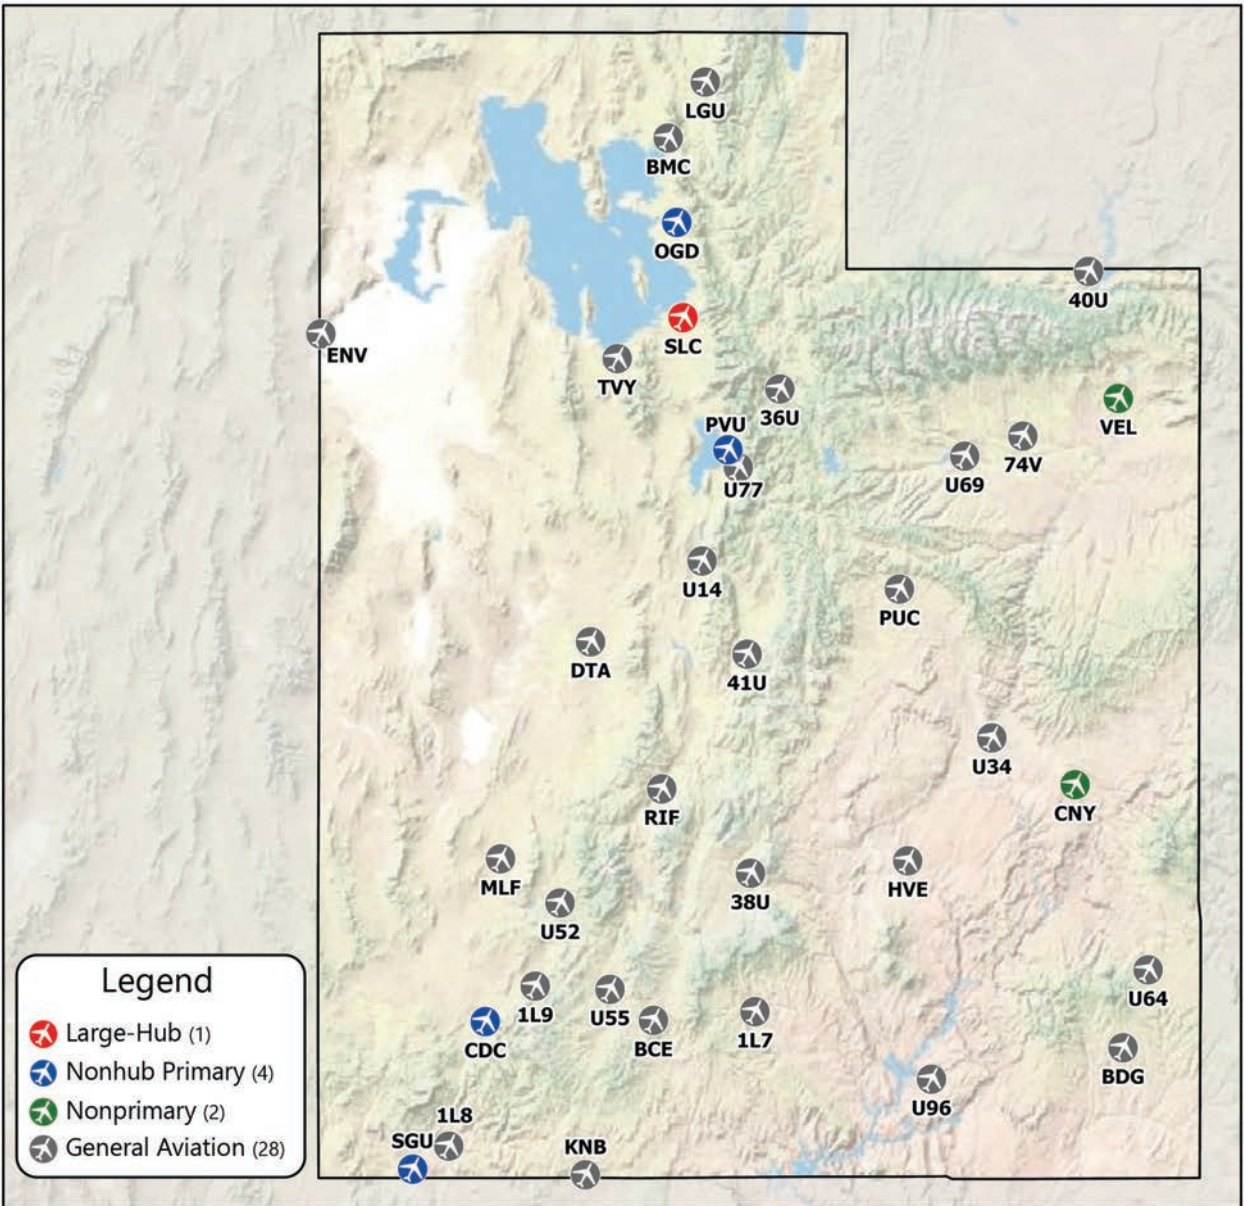 LGU
BMC
OGD
40U
SLC
ENV
TVY
36U
VEL
PVU
74V
U69
U77
U14
PUC
DTA
41U
U34
CNY
RIF
MLF
HVE
38U
U52
U64
1L9
U55
BCE
1L7
CDC
BDG
U96
1L8
SGU
KNB
Legend
Large-Hub (1)
Nonhub Primary (4)
Nonprimary (2)
General Aviation (28)